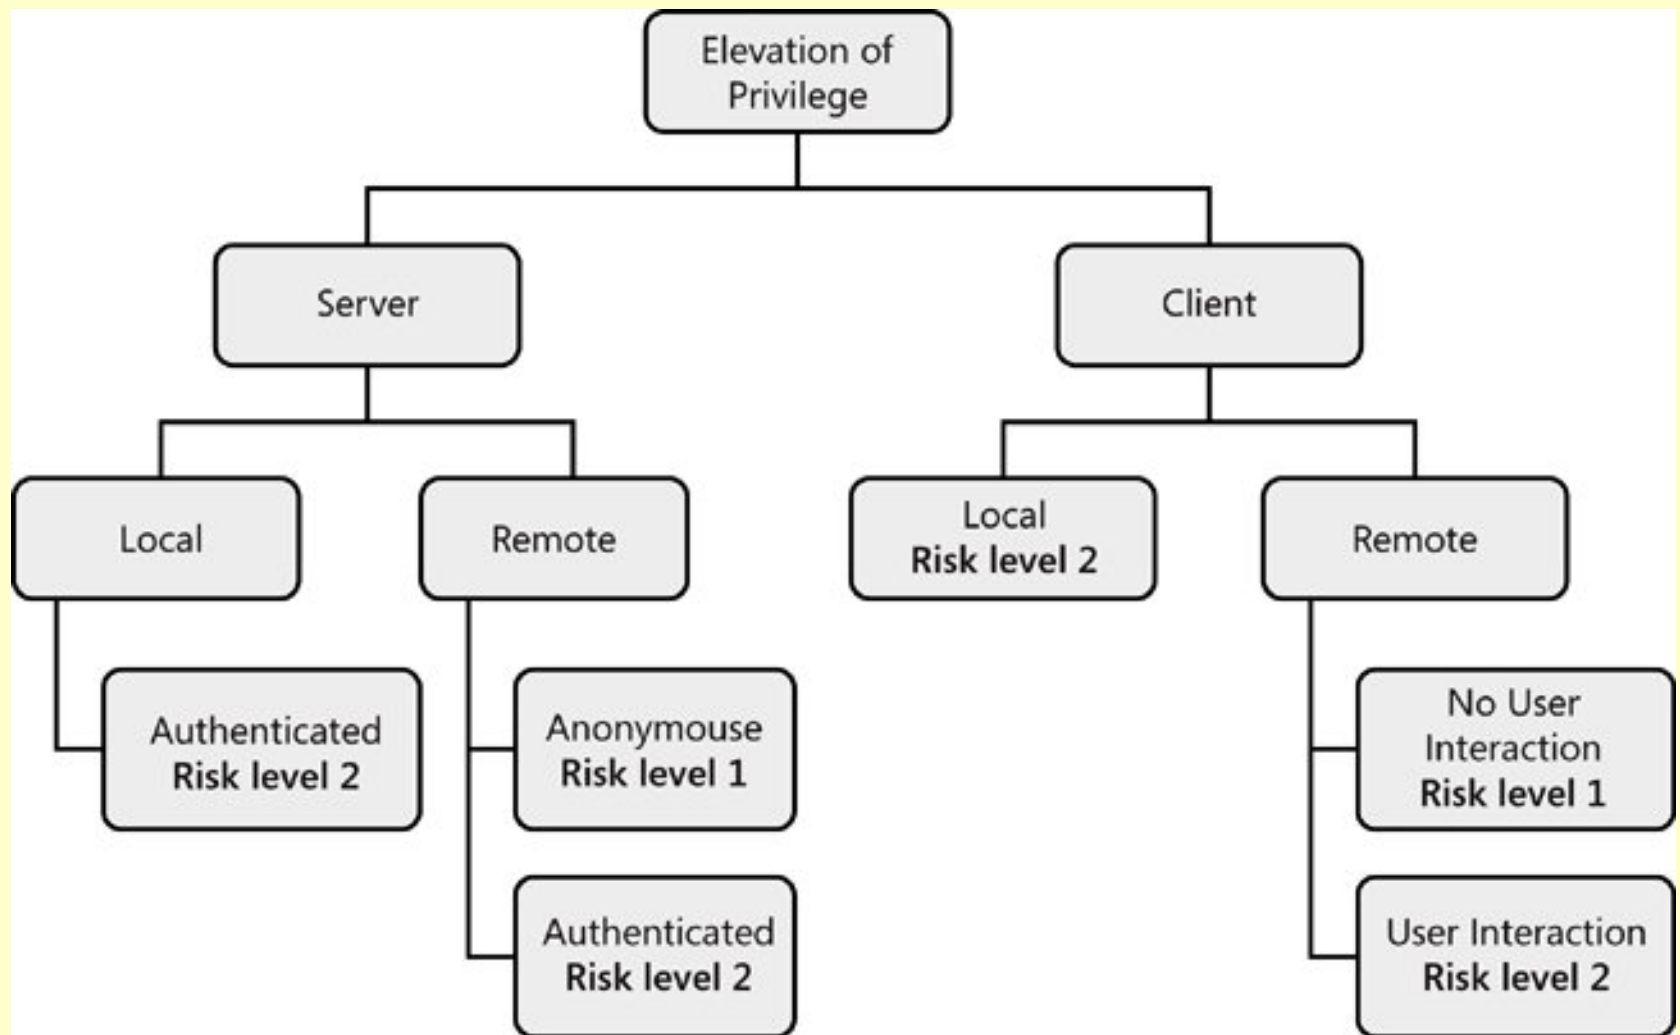 Elevation of
Privilege
Server
Client
Local
Remote
Local
Risk level 2
Remote
Authenticated
Risk level 2
Anonymouse
Risk level 1
No User
Interaction
Risk level 1
Authenticated
Risk level 2
User Interaction
Risk level 2